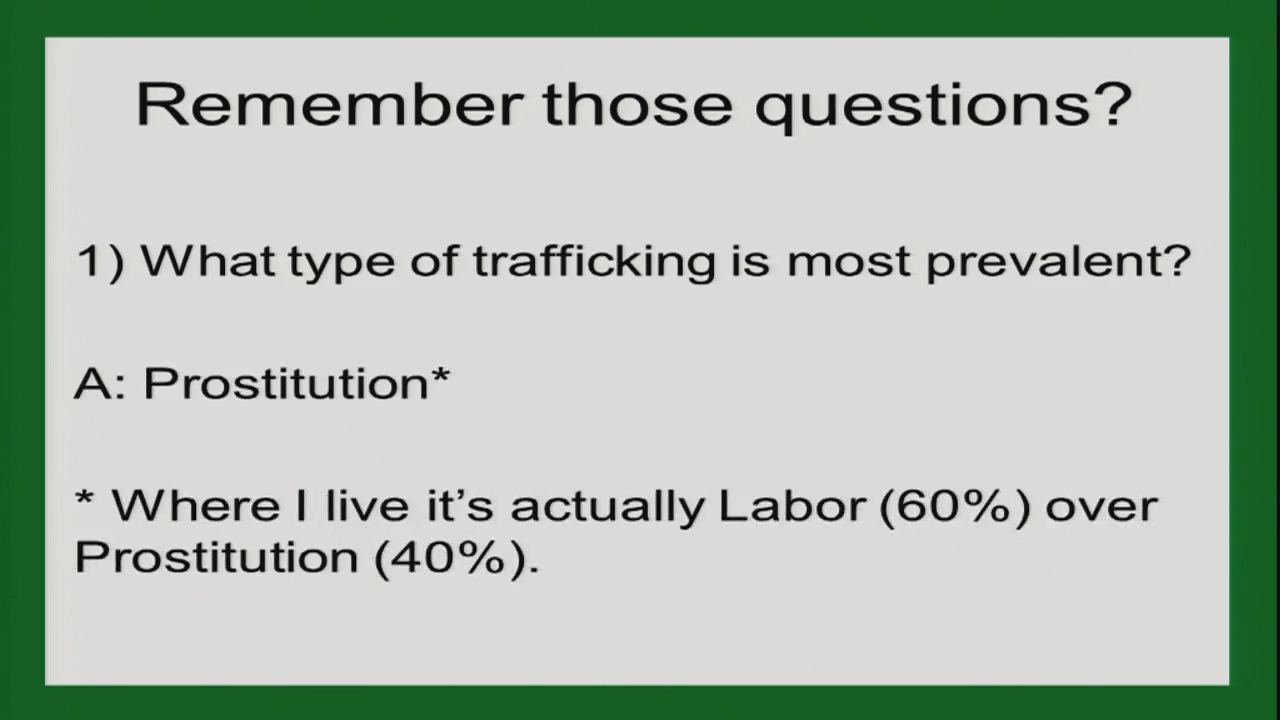 Remember those questions?
1) What type of trafficking is most prevalent?
A: Prostitution*
* Where I live it’s actually Labor (60%) over
Prostitution (40%).